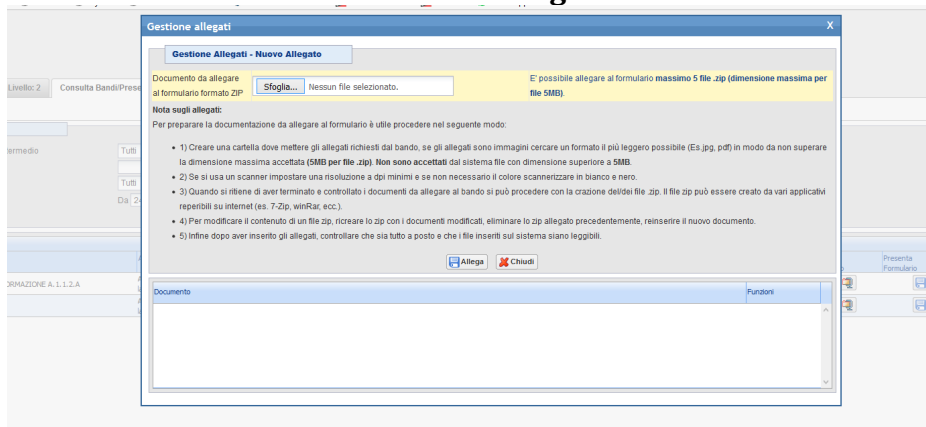 Gestione allegati
X
Gestione Allegati - Nuovo Allegato
Documento da allegare
al formulario formato ZIP
Sfoglia... Nessun file selezionato.
E' possibile allegare al formulario massimo 5 file .zip (dimensione massima per
file 5MB).
Nota sugli allegati:
Per preparare la documentazione da allegare al formulario è utile procedere nel seguente modo:
• 1) Creare una cartella dove mettere gli allegati richiesti dal bando, se gli allegati sono immagini cercare un formato il più leggero possibile (Es.jpg, pdf) in modo da non superare
la dimensione massima accettata (5MB per file .zip). Non sono accettati dal sistema file con dimensione superiore a 5MB.
• 2) Se si usa un scanner impostare una risoluzione a dpi minimi e se non necessario il colore scannerizzare in bianco e nero.
• 3) Quando si ritiene di aver terminato e controllato i documenti da allegare al bando si può procedere con la crazione del/dei file .zip. Il file zip può essere creato da vari applicativi
reperibili su internet (es. 7-Zip, winRar, ecc.).
• 4) Per modificare il contenuto di un file zip, ricreare lo zip con i documenti modificati, eliminare lo zip allegato precedentemente, reinserire il nuovo documento.
• 5) Infine dopo aver inserito gli allegati, controllare che sia tutto a posto e che i file inseriti sul sistema siano leggibili.
Allega Chiudi
Documento Funzioni
Livello: 2 Consulta Bandi/Prese
ermedio Tutti
Tutti
Da 24
Presenta
Formulario
ORMAZIONE A.1.1.2.A